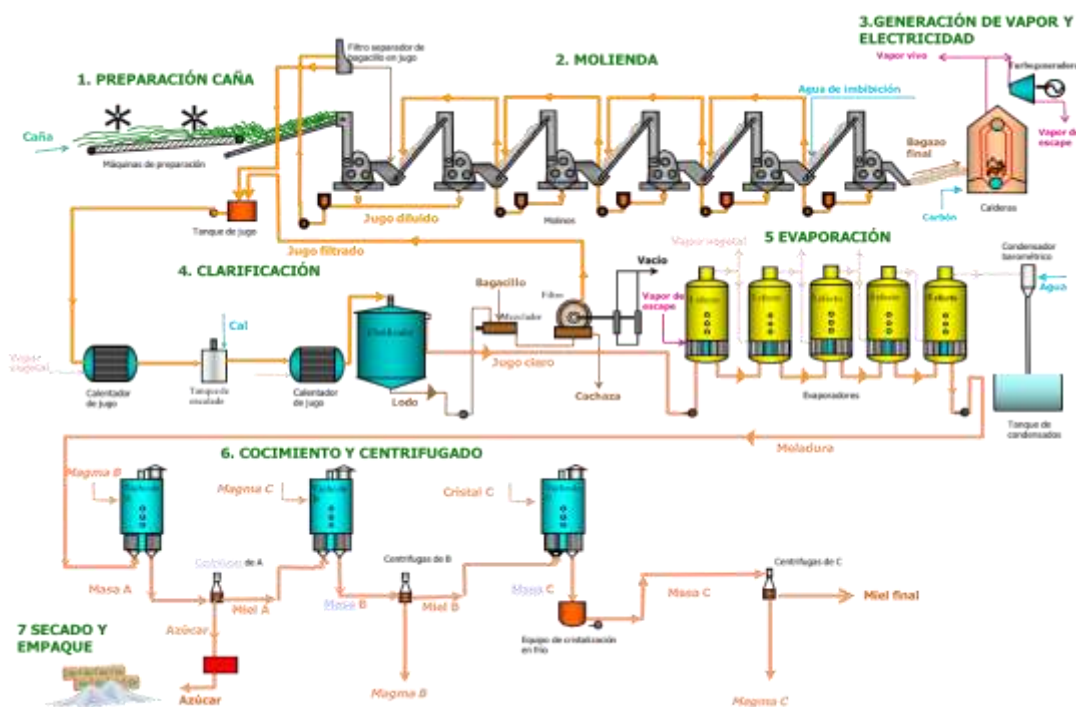 3.GENERACIÓN DE VAPOR Y
ELECTRICIDAD
Filtro separador de
bagacillo en jugo
2. MOLIENDA
Vapor vivo
1. PREPARACIÓN CAÑA
Agua de imbibición
Caña
Máquinas de preparación
Vapor de
escape
Bagazo
final
Carbón
Calderas
Tanque de jugo
Jugo diluido
Molinos
Jugo filtrado
5 EVAPORACIÓN
Vapor vegetal
Condensador
barométrico
4. CLARIFICACIÓN
Vacío
Agua
Bagacillo
Filtro
Mezclador
Vapor de
escape
Cal
Clarificador
Jugo claro
Vapor
vegetal
Calentador
de jugo
Tanque de
encalado
Calentador
de jugo
Lodo
Cachaza
Evaporadores
Tanque de
condensados
Meladura
6. COCIMIENTO Y CENTRIFUGADO
Magma B
Magma C
Cristal C
Centrífugas de A
Centrífugas de B
Centrífugas de C
Masa A
Miel A
Masa B
Miel B
Masa C
Masa C
Miel final
7 SECADO Y
EMPAQUE
Azúcar
Equipo de cristalización
en frío
Azúcar
Magma B
Magma C